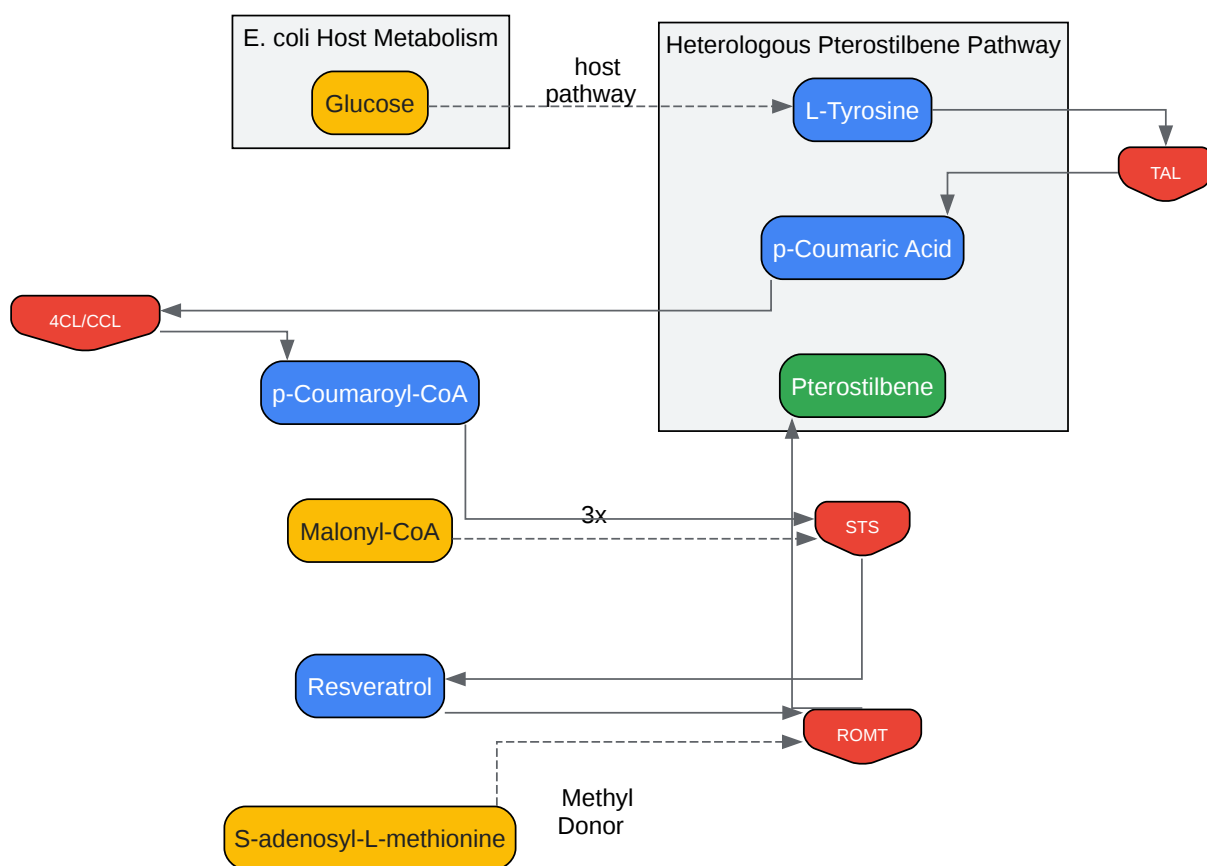 E. coli Host Metabolism
Heterologous Pterostilbene Pathway
Glucose
host
pathway
L-Tyrosine
TAL
p-Coumaric Acid
4CL/CCL
p-Coumaroyl-CoA
Pterostilbene
Malonyl-CoA
3x
STS
Resveratrol
ROMT
Methyl
Donor
S-adenosyl-L-methionine